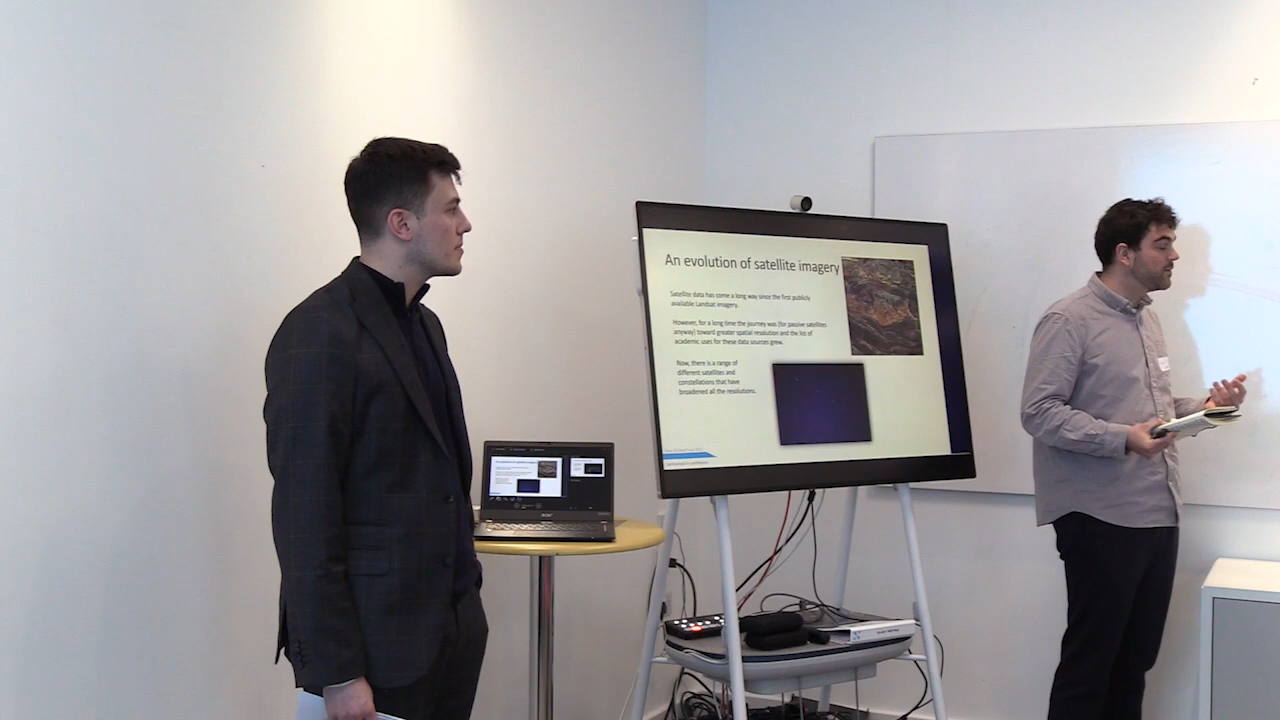 An evolution of satellite imagery
Satellite data has come a long way since the first publicly
available Landsat imagery.
However, for a long time the journey was (for passive satellites
anyway) toward greater spatial resolution and the list of
academic uses for these data sources grew.
Now, there is a range of
different satellites and
constellations that have
broadened all the resolutions.
acer